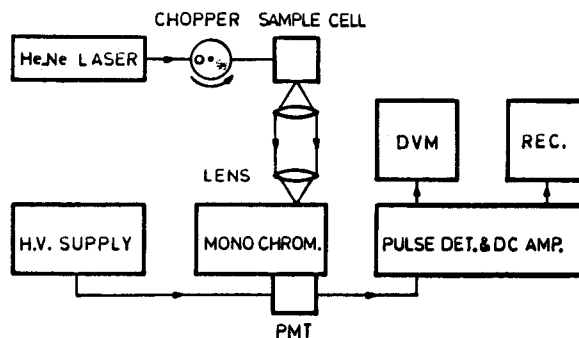 CHOPPER SAMPLE CELL
He.Ne LASER
LENS
DVM
REC.
H.V. SUPPLY
MONO CHROM.
PULSE DET.& DC AMP.
PMT